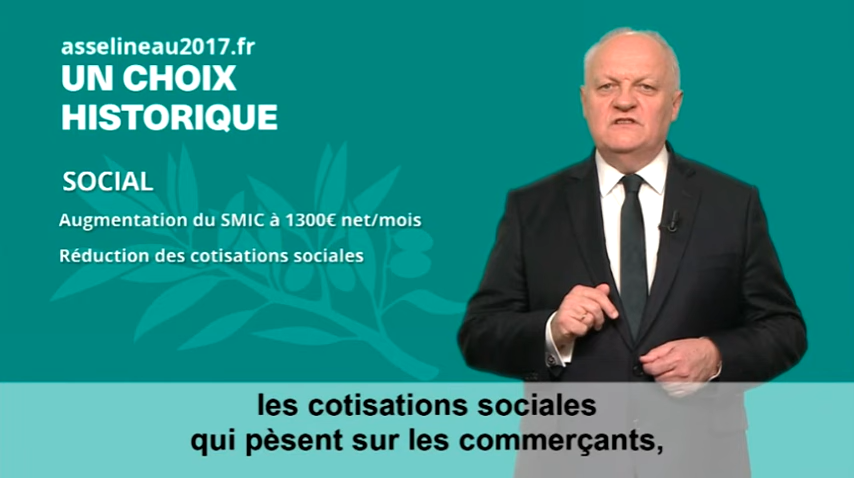 asselineau2017.fr
UN CHOIX
HISTORIQUE
SOCIAL
Augmentation du SMIC à 1300€ net/mois
Réduction des cotisations sociales
les cotisations sociales
qui pèsent sur les commerçants,